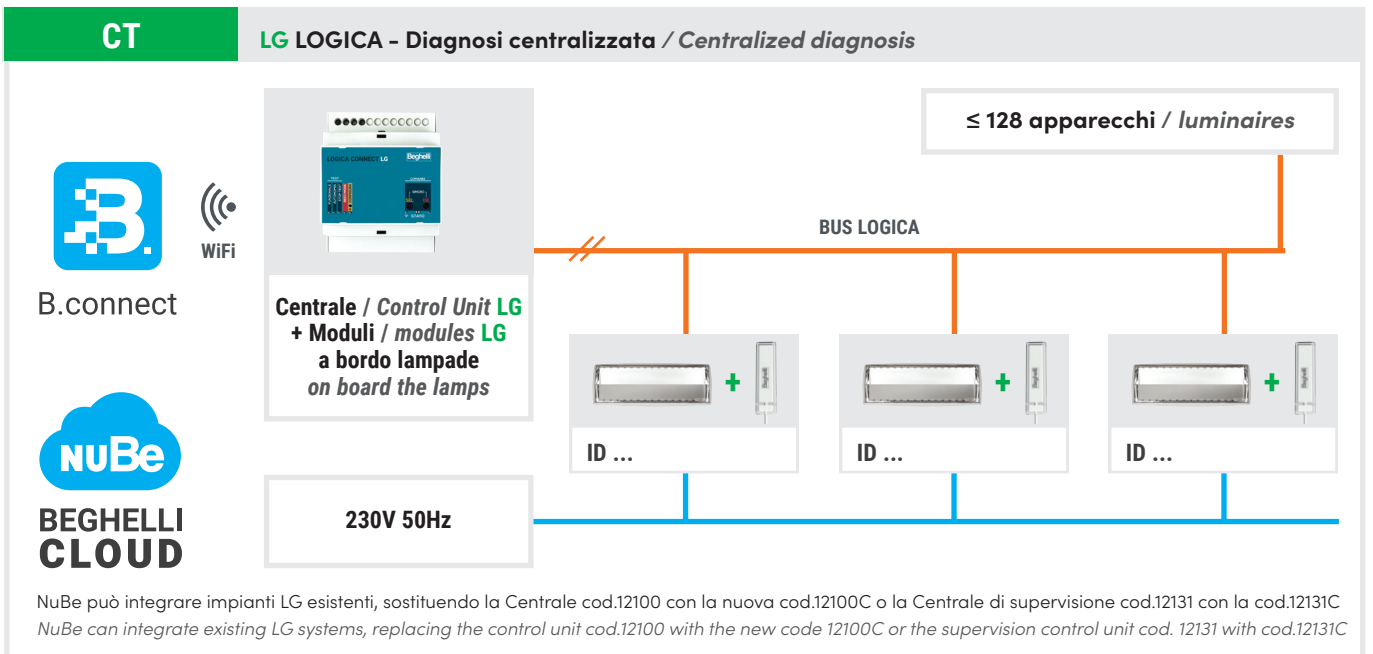 CT
LG LOGICA - Diagnosi centralizzata / Centralized diagnosis
≤ 128 apparecchi / luminaires
LOGICA CONNECT LG
Beghelli
BUS LOGICA
B.
WiFi
B.connect
Centrale / Control Unit LG
+ Moduli / modules LG
a bordo lampade
on board the lamps
+
Beghelli
+
Beghelli
+
Beghelli
ID ...
ID ...
ID ...
NUBe
BEGHELLI
CLOUD
230V 50Hz
NuBe può integrare impianti LG esistenti, sostituendo la Centrale cod.12100 con la nuova cod.12100C o la Centrale di supervisione cod.12131 con la cod.12131C
NuBe can integrate existing LG systems, replacing the control unit cod.12100 with the new code 12100C or the supervision control unit cod. 12131 with cod.12131C